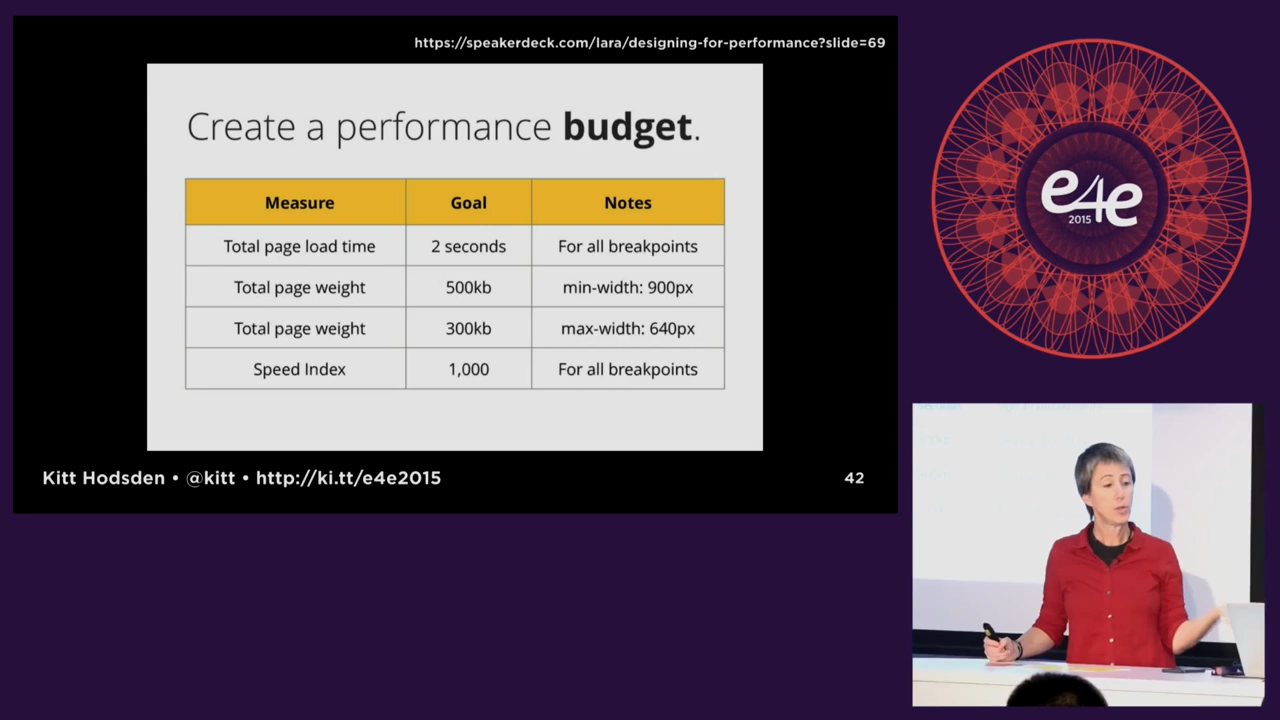 https://speakerdeck.com/lara/designing-for-performance?slide=69
Create a performance budget.
Measure Goal Notes
Total page load time 2 seconds For all breakpoints
Total page weight 500kb min-width: 900px
Total page weight 300kb max-width: 640px
Speed Index 1,000 For all breakpoints
Kitt Hodsden • @kitt • http://ki.tt/e4e2015 42
e4e
2015